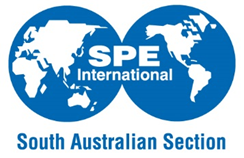 SPE
International
South Australian Section